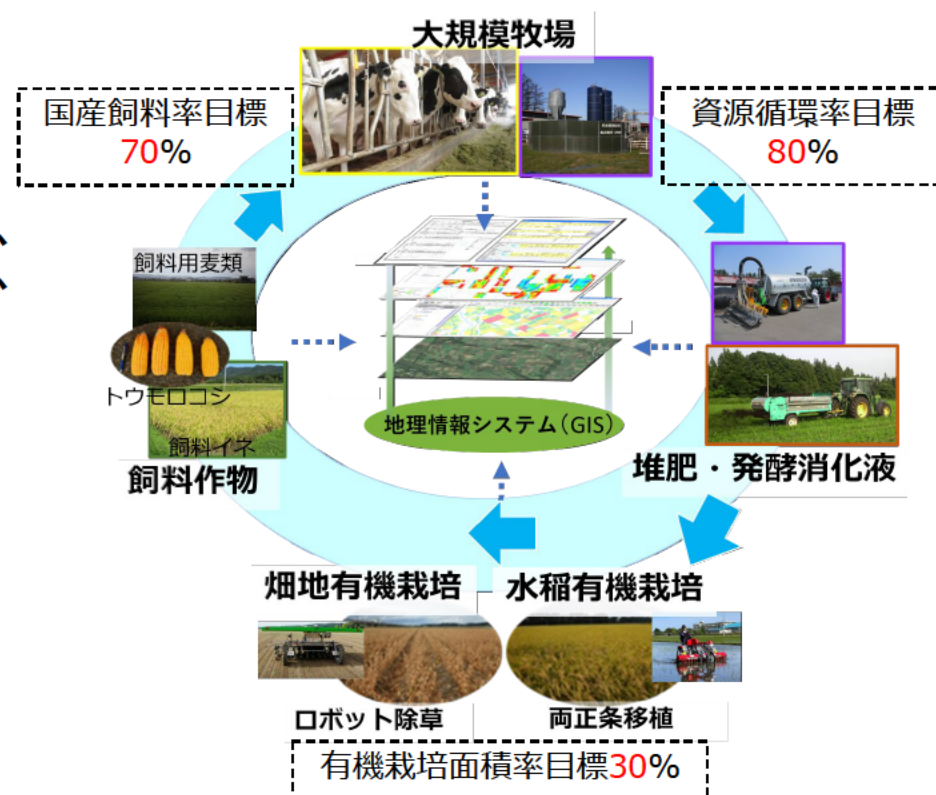 大規模牧場
国産飼料率目標
70%
資源循環率目標
80%
飼料用麦類
トウモロコシ
飼料イネ
飼料作物
地理情報システム(GIS)
堆肥・発酵消化液
畑地有機栽培
水稲有機栽培
ロボット除草
両正条移植
有機栽培面積率目標30%